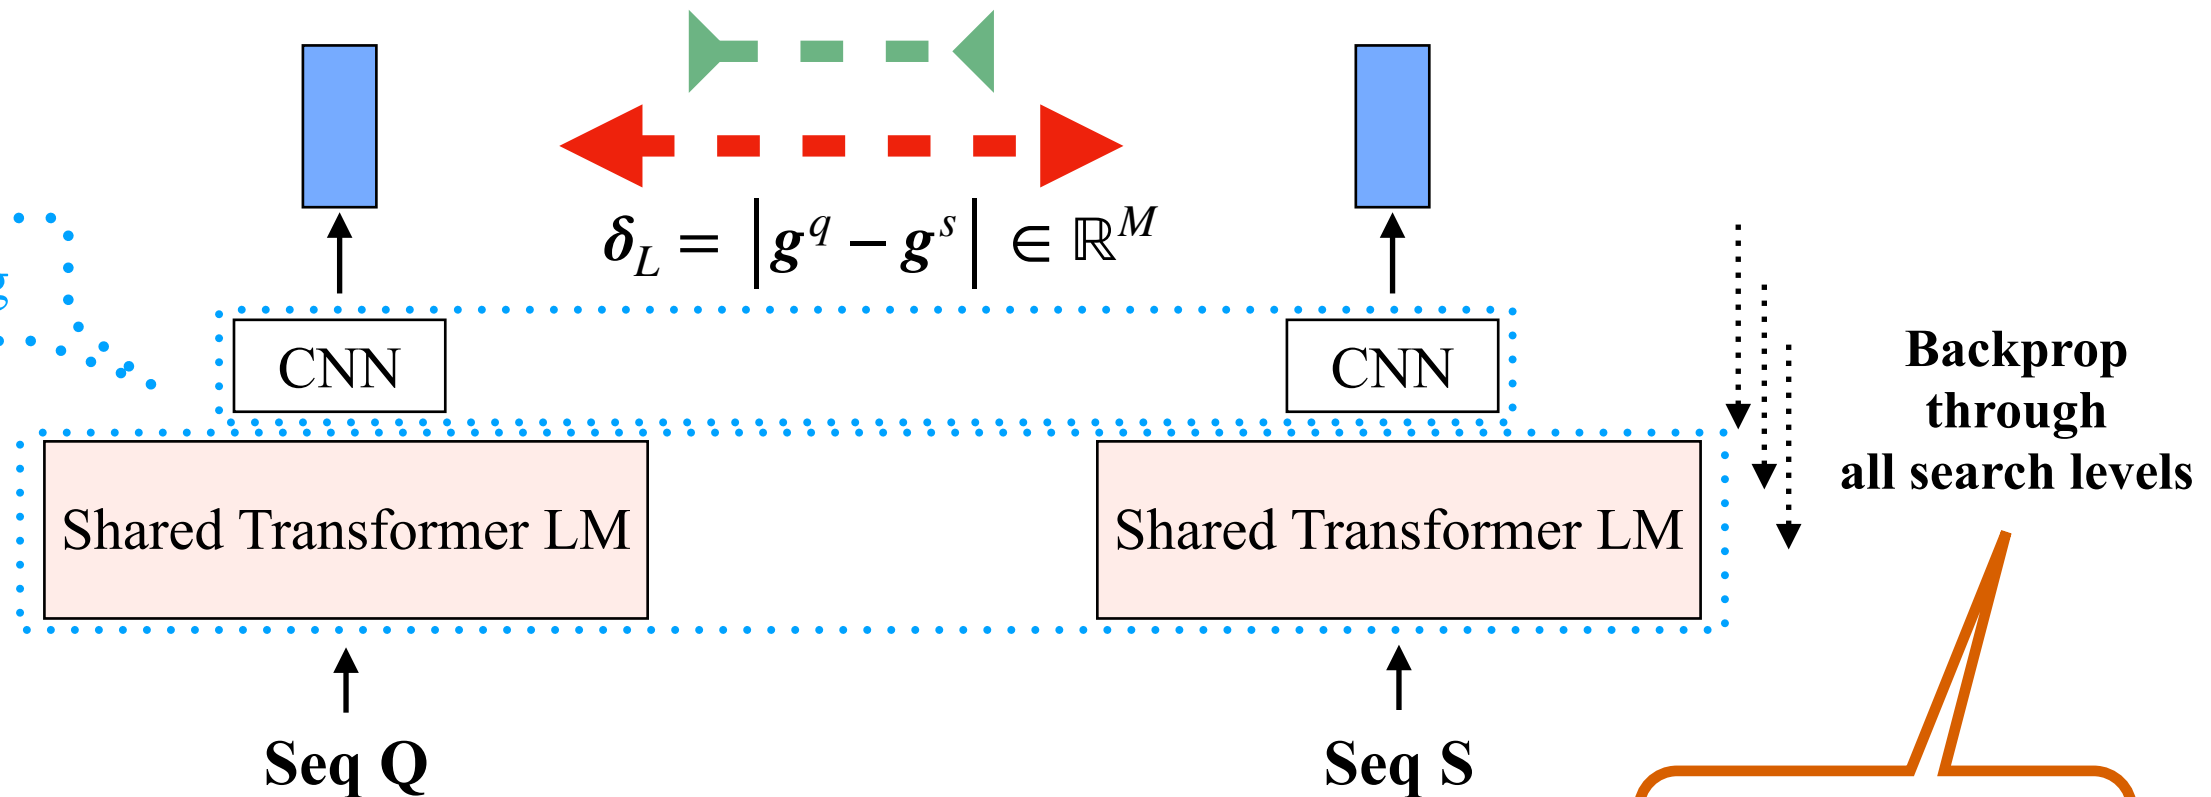 δ_L = |g^q − g^s| ∈ ℝ^M
g
CNN
CNN
Backprop
through
all search levels
Shared Transformer LM
Shared Transformer LM
Seq Q
Seq S